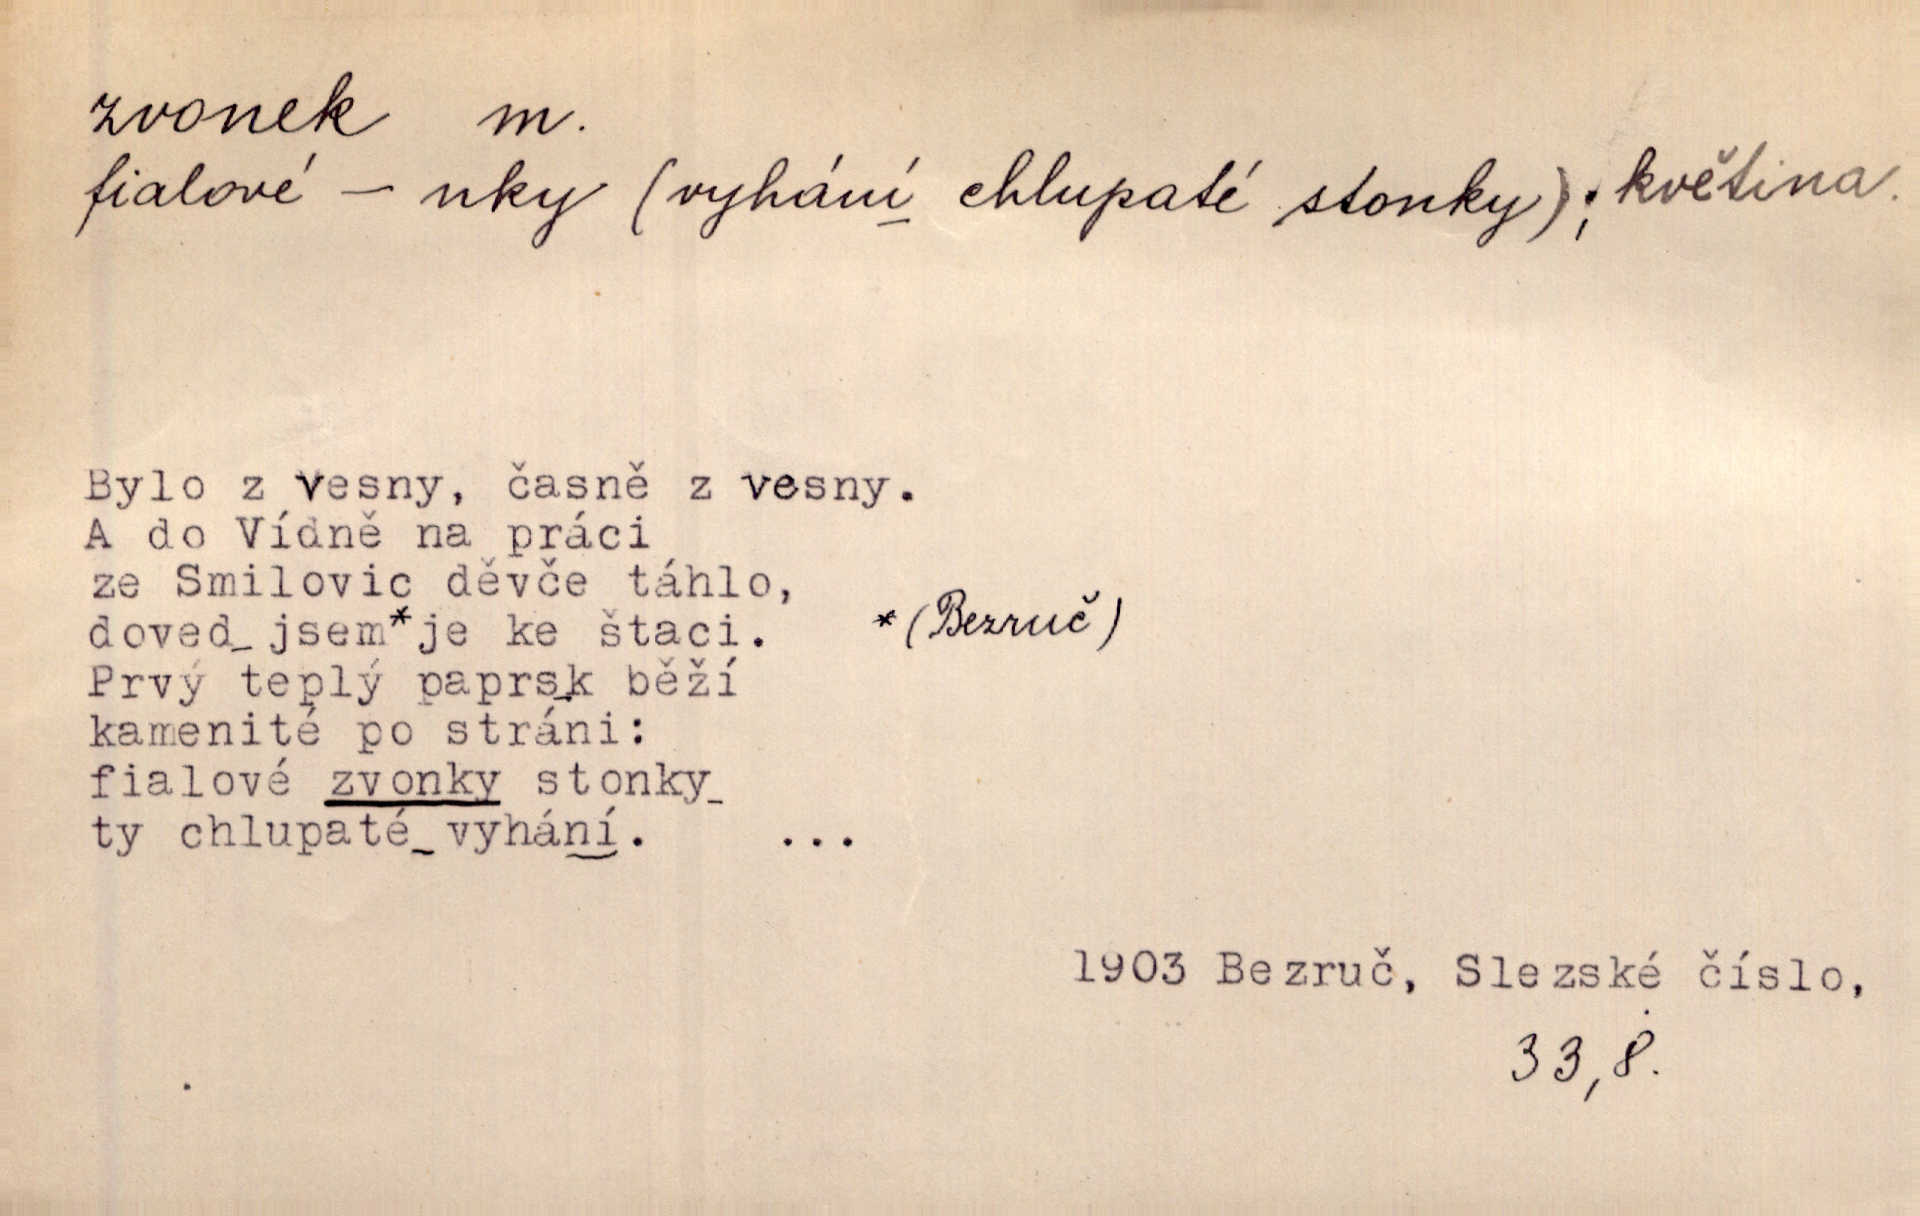 zvonek m.
fialové – nky (vyhání chlupaté stonky); květina.
Bylo z vesny, časně z vesny.
A do Vídně na práci
ze Smilovic děvče táhlo,
doved_jsem*je ke štaci. *(Bezruč)
Prvý teplý paprsk běží
kamenité po stráni:
fialové zvonky stonky_
ty chlupaté_vyhání. ...
1903 Bezruč, Slezské číslo,
33,8.